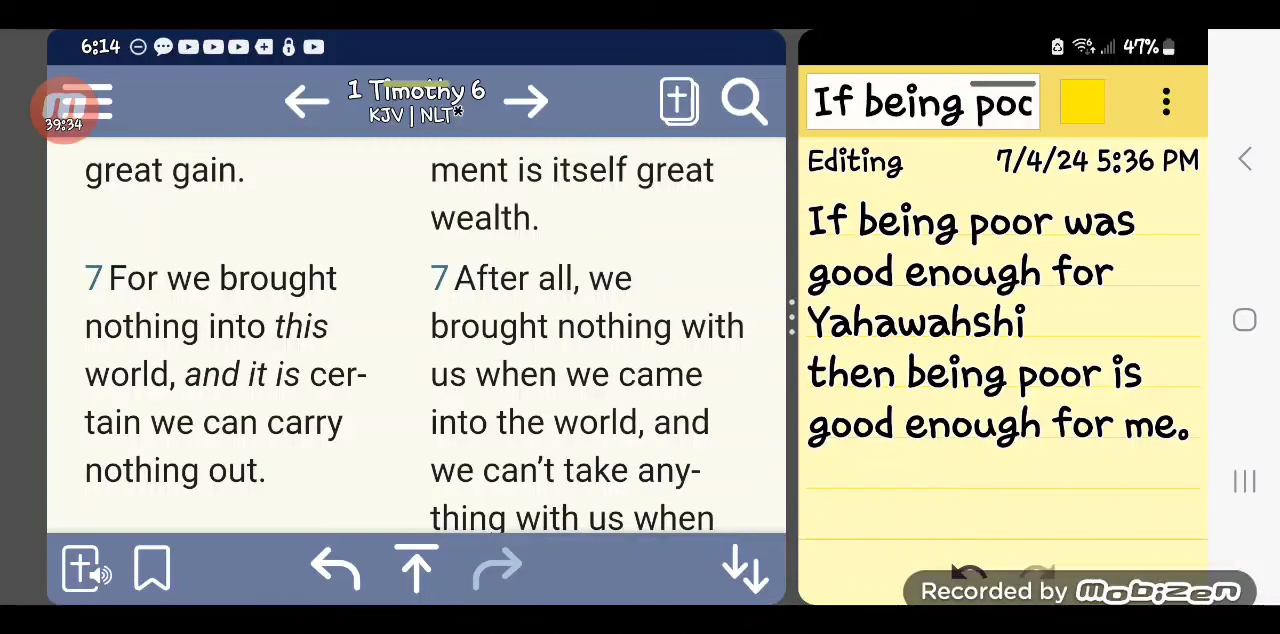 6:14
47%
39:34
1 Timothy 6
KJV | NLT*
great gain.
7 For we brought
nothing into this
world, and it is cer-
tain we can carry
nothing out.
ment is itself great
wealth.
7 After all, we
brought nothing with
us when we came
into the world, and
we can't take any-
thing with us when
If being poo
Editing 7/4/24 5:36 PM
If being poor was
good enough for
Yahawahshi
then being poor is
good enough for me.
Recorded by mobizen